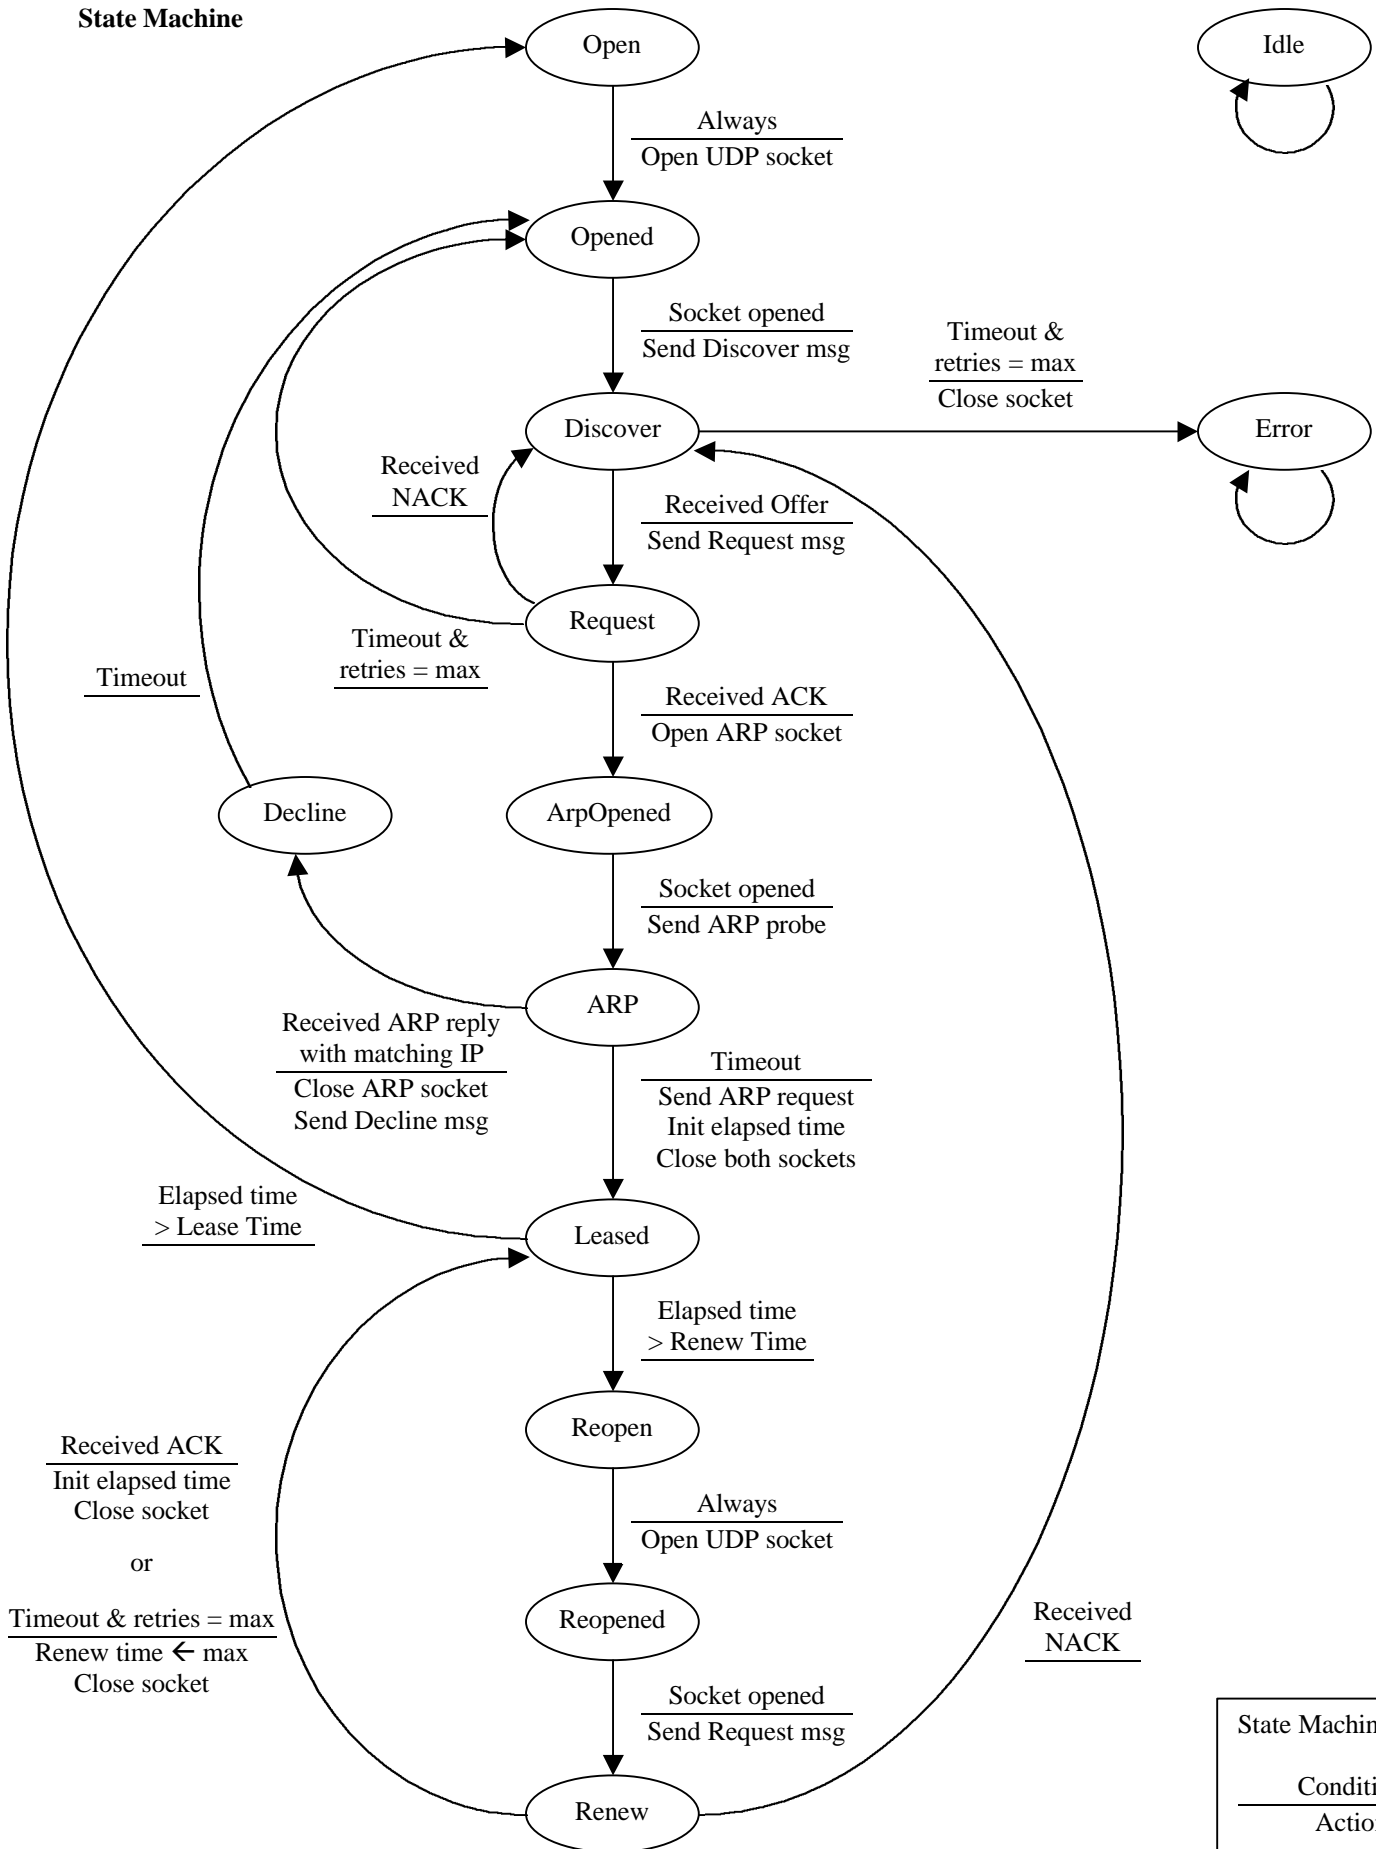 State Machine
Open
Idle
Always
Open UDP socket
Opened
Socket opened
Send Discover msg
Timeout &
retries = max
Close socket
Discover
Error
Received
NACK
Received Offer
Send Request msg
Request
Timeout &
retries = max
Timeout
Received ACK
Open ARP socket
Decline
ArpOpened
Socket opened
Send ARP probe
ARP
Received ARP reply
with matching IP
Close ARP socket
Send Decline msg
Timeout
Send ARP request
Init elapsed time
Close both sockets
Elapsed time
> Lease Time
Leased
Elapsed time
> Renew Time
Reopen
Received ACK
Init elapsed time
Close socket
or
Timeout & retries = max
Renew time ← max
Close socket
Always
Open UDP socket
Reopened
Received
NACK
Socket opened
Send Request msg
Renew
State Machin
Conditi
Action